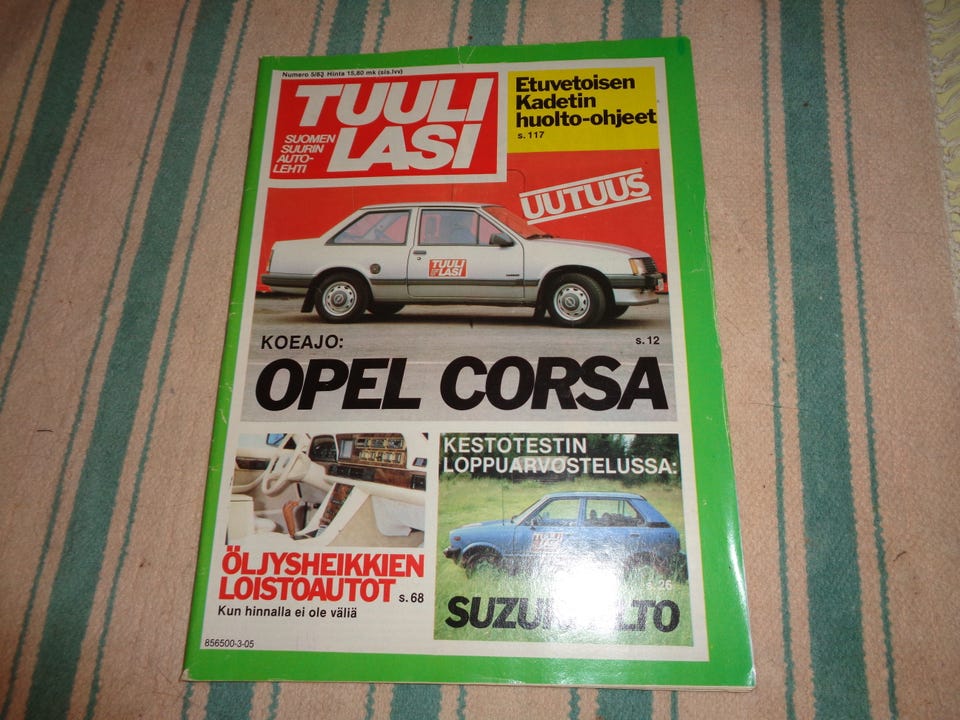 Numero 5/83 Hinta 15,80 mk (sis.lvv)
TUULI
LASI
SUOMEN
SUURIN
AUTO-
LEHTI
Etuvetoisen
Kadetin
huolto-ohjeet
s. 117
UUTUUS
TUULI
LASI
KOEAJO:
s. 12
OPEL CORSA
KESTOTESTIN
LOPPUARVOSTELUSSA:
s. 26
ÖLJYSHEIKKIEN
LOISTOAUTOT s. 68
Kun hinnalla ei ole väliä
856500-3-05